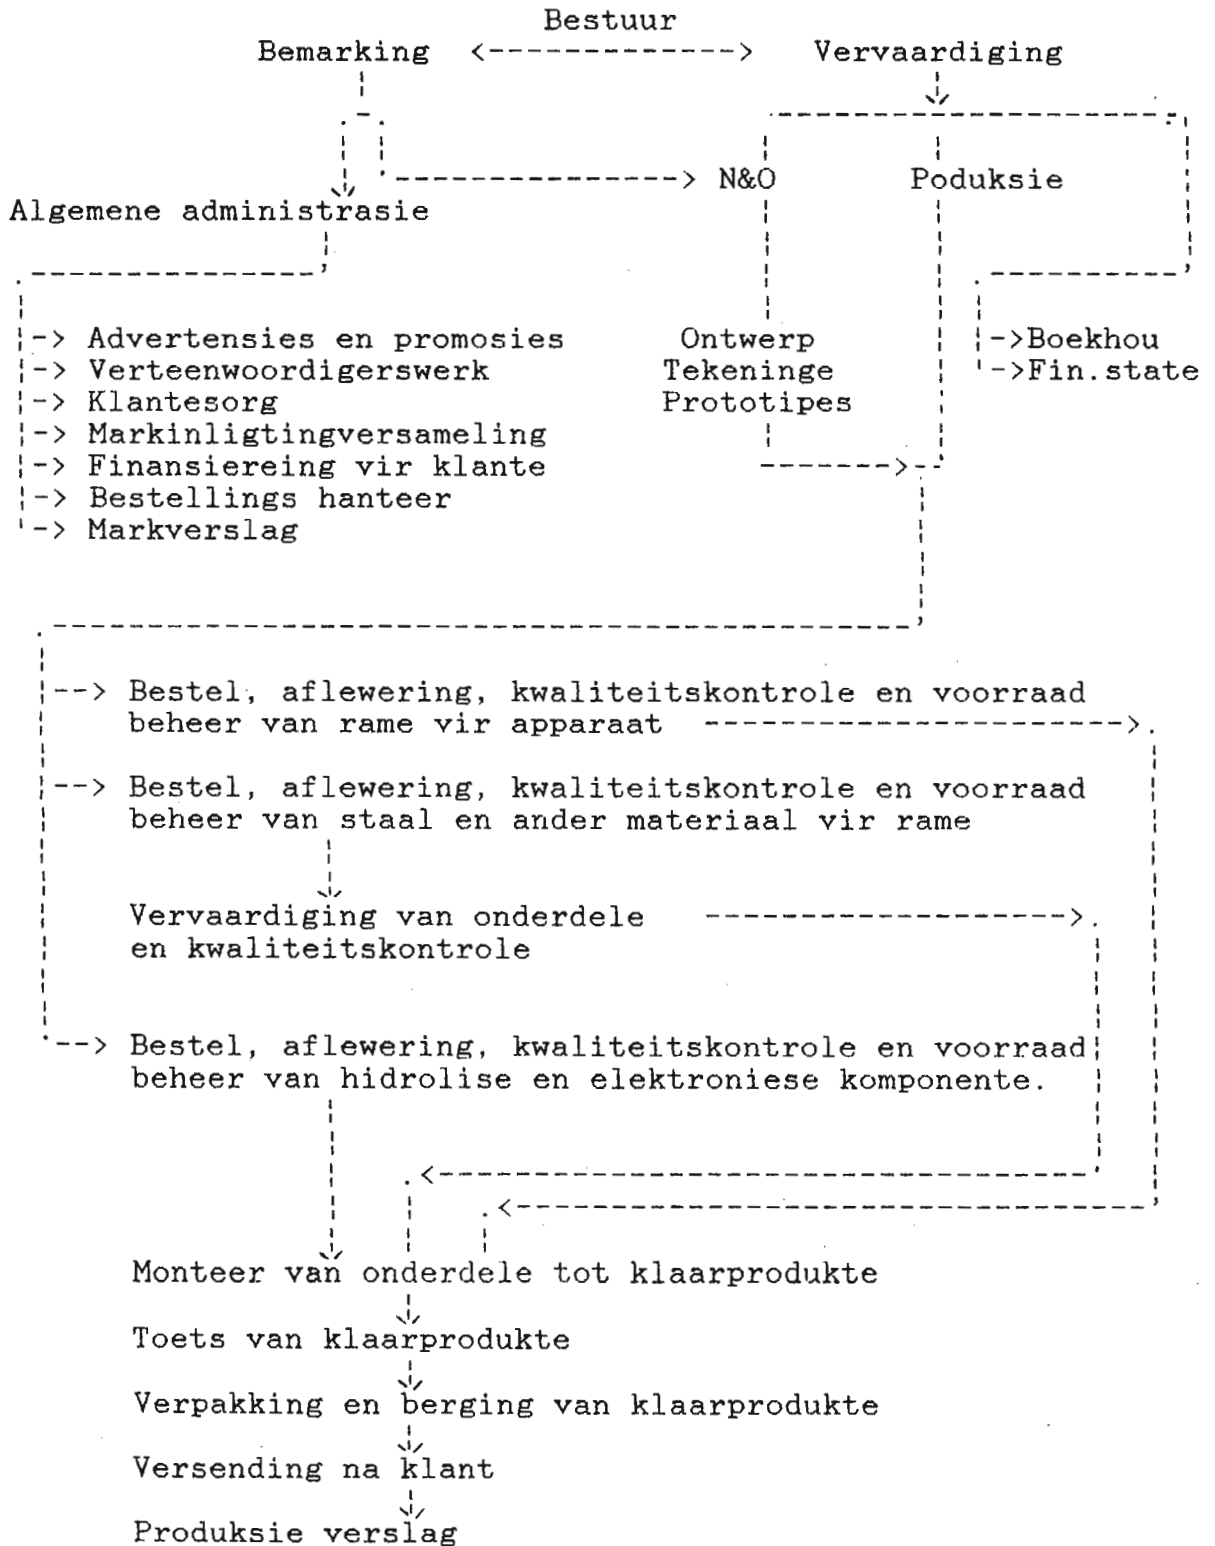 Bestuur
Bemarking <-------------> Vervaardiging
N&O Poduksie
Algemene administrasie
-> Advertensies en promosies
-> Verteenwoordigerswerk
-> Klantesorg
-> Markinligtingversameling
-> Finansiereing vir klante
-> Bestellings hanteer
-> Markverslag
Ontwerp
Tekeninge
Prototipes
->Boekhou
->Fin.state
--> Bestel, aflewering, kwaliteitskontrole en voorraad
beheer van rame vir apparaat
--> Bestel, aflewering, kwaliteitskontrole en voorraad
beheer van staal en ander materiaal vir rame
Vervaardiging van onderdele
en kwaliteitskontrole
--> Bestel, aflewering, kwaliteitskontrole en voorraad
beheer van hidrolise en elektroniese komponente.
Monteer van onderdele tot klaarprodukte
Toets van klaarprodukte
Verpakking en berging van klaarprodukte
Versending na klant
Produksie verslag